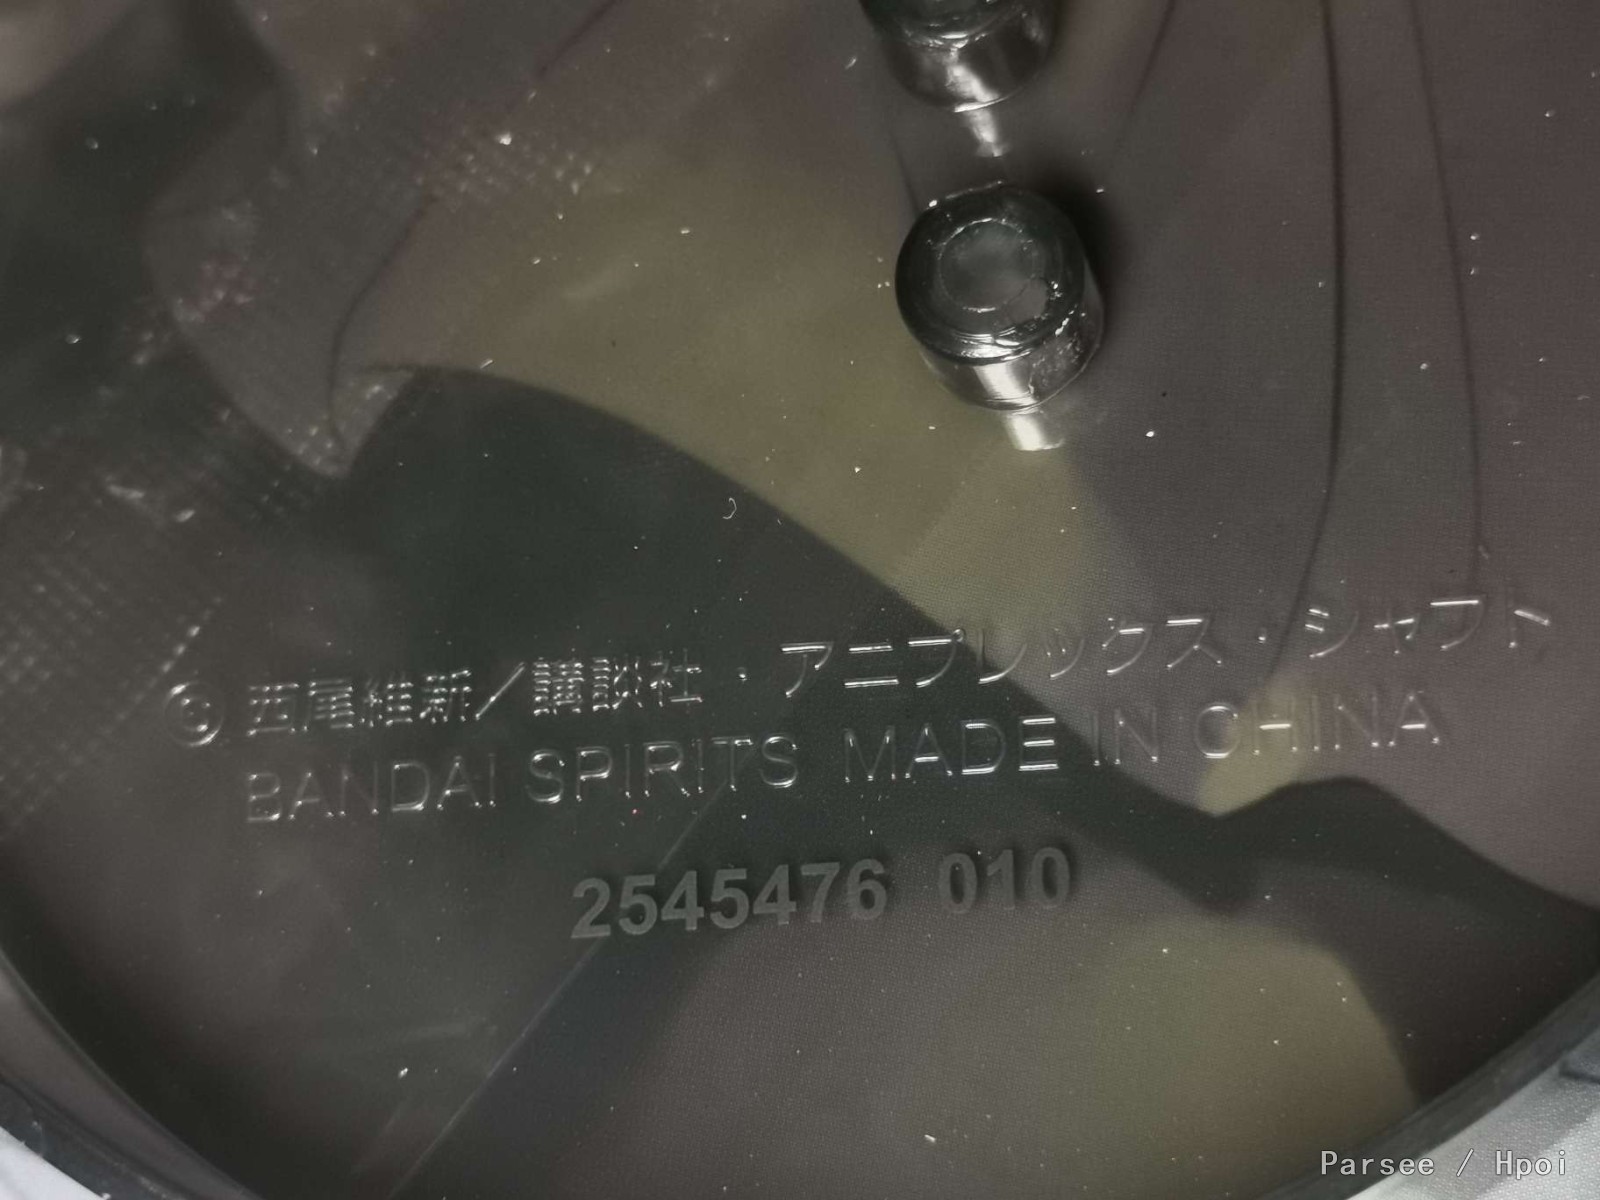 ©西尾維新/講談社・アニプレックス・シャフト
BANDAI SPIRITS MADE IN CHINA
2545476 010
Parsee / Hpoi